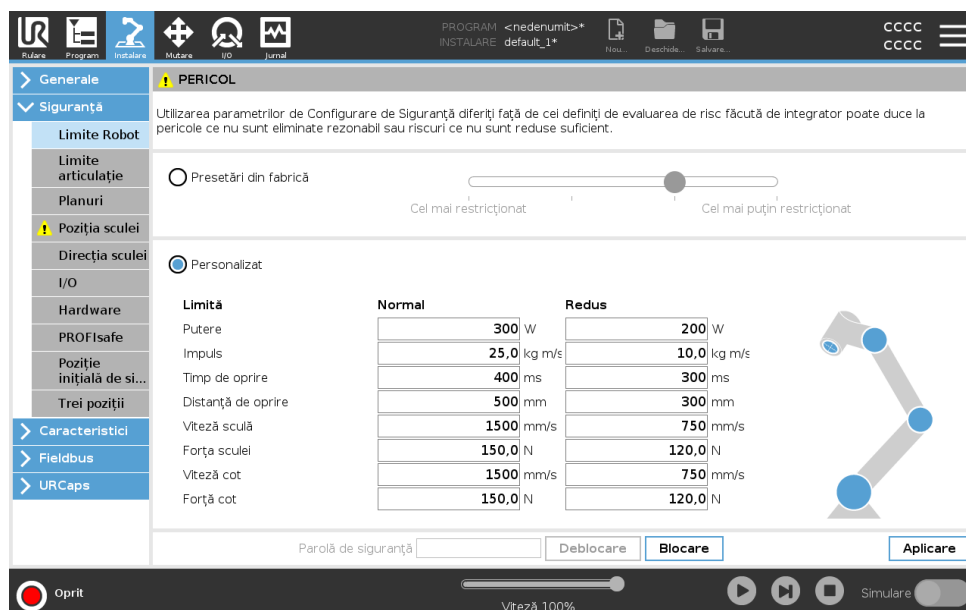 UR
Rulare
Program
Instalare
Mutare
I/O
Jurnal
PROGRAM <nedenumit>*
INSTALARE default_1*
Nou...
Deschide...
Salvare...
CCCC
CCCC
Generale
Siguranță
Limite Robot
Limite
articulație
Planuri
Poziția sculei
Direcția sculei
I/O
Hardware
PROFIsafe
Poziție
inițială de si...
Trei poziții
Caracteristici
Fieldbus
URCaps
PERICOL
Utilizarea parametrilor de Configurare de Siguranță diferiți față de cei definiți de evaluarea de risc făcută de integrator poate duce la
pericole ce nu sunt eliminate rezonabil sau riscuri ce nu sunt reduse suficient.
Presetări din fabrică
Cel mai restricționat
Cel mai puțin restricționat
Personalizat
Limită Normal Redus
Putere 300 W 200 W
Impuls 25,0 kg m/s 10,0 kg m/s
Timp de oprire 400 ms 300 ms
Distanță de oprire 500 mm 300 mm
Viteză sculă 1500 mm/s 750 mm/s
Forța sculei 150,0 N 120,0 N
Viteză cot 1500 mm/s 750 mm/s
Forță cot 150,0 N 120,0 N
Parolă de siguranță Deblocare Blocare Aplicare
Oprit
Viteză 100%
Simulare